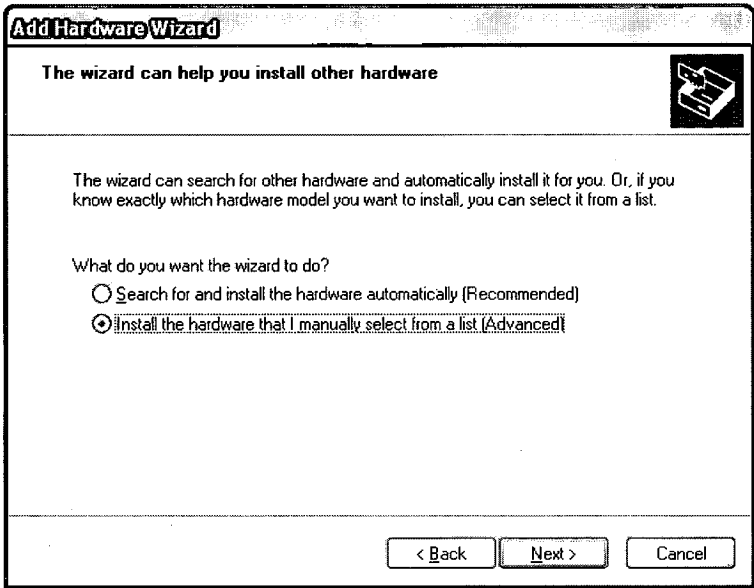 Add Hardware Wizard
The wizard can help you install other hardware
The wizard can search for other hardware and automatically install it for you. Or, if you
know exactly which hardware model you want to install, you can select it from a list.
What do you want the wizard to do?
Search for and install the hardware automatically (Recommended)
Install the hardware that I manually select from a list (Advanced)
< Back Next > Cancel